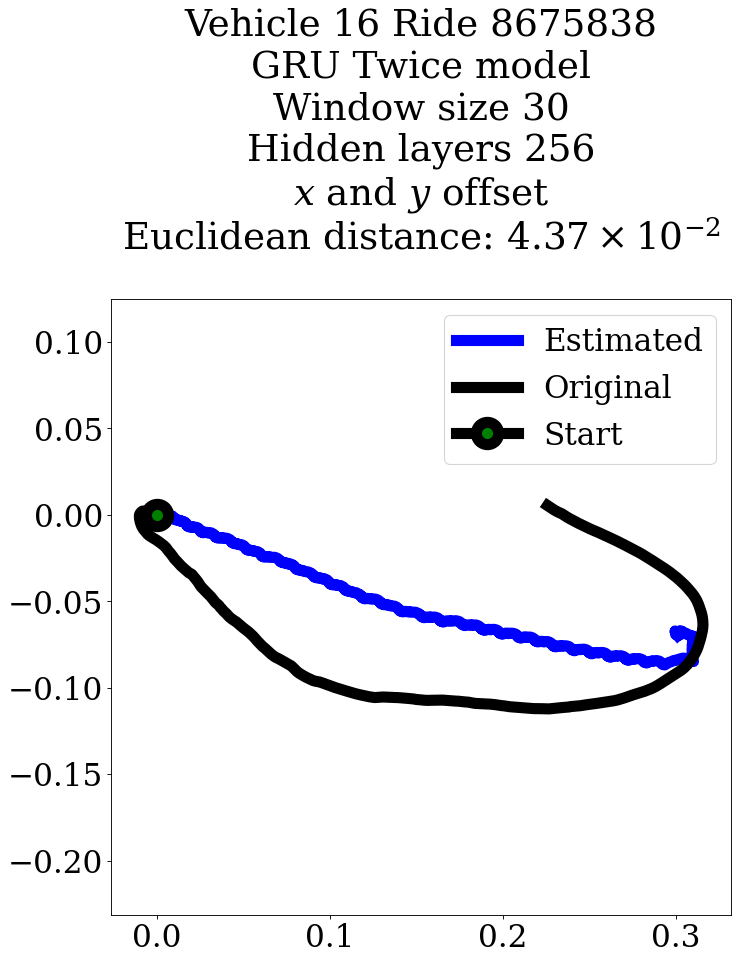 Vehicle 16 Ride 8675838
GRU Twice model
Window size 30
Hidden layers 256
x and y offset
Euclidean distance: 4.37 × 10⁻²
Estimated
Original
Start
0.10
0.05
0.00
−0.05
−0.10
−0.15
−0.20
0.0 0.1 0.2 0.3